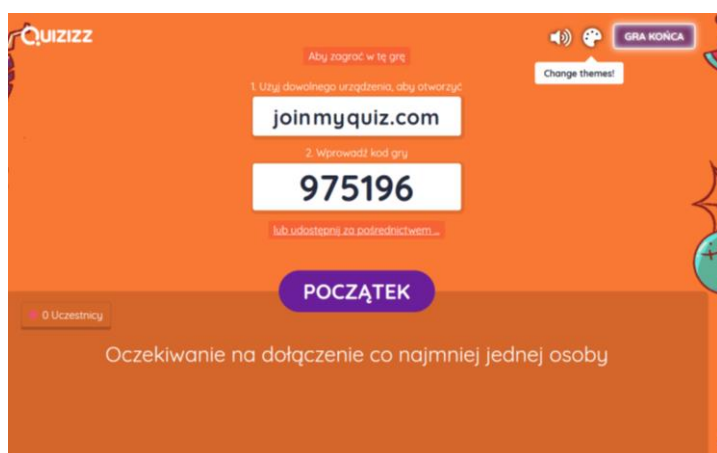 QUIZIZZ
GRA KOŃCA
Change themes!
Aby zagrać w tę grę
1. Użyj dowolnego urządzenia, aby otworzyć
joinmyquiz.com
2. Wprowadź kod gry
975196
lub udostępnij za pośrednictwem ...
POCZĄTEK
0 Uczestnicy
Oczekiwanie na dołączenie co najmniej jednej osoby